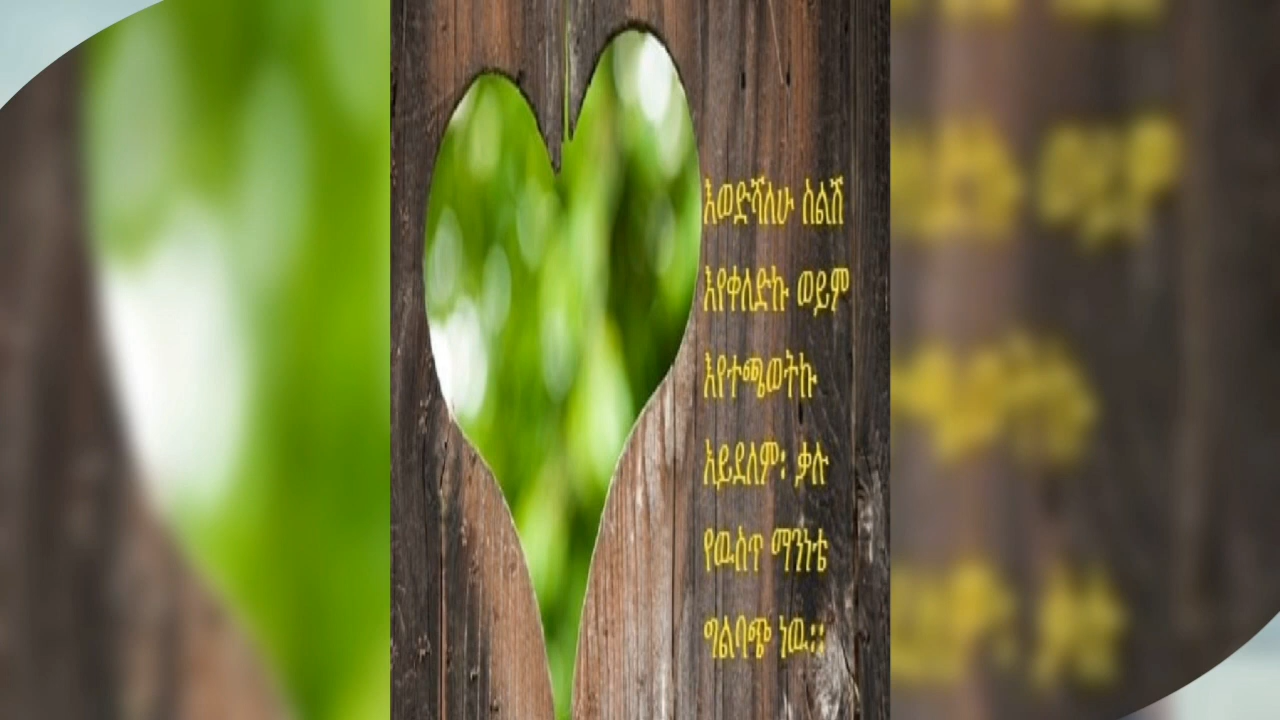 እወድሻለሁ ስልሽ
እየቀለድኩ ወይም
እየተጫወትኩ
አይደለም፡ ቃሉ
የዉስጥ ማንነቴ
ግልባጭ ነዉ፡፡